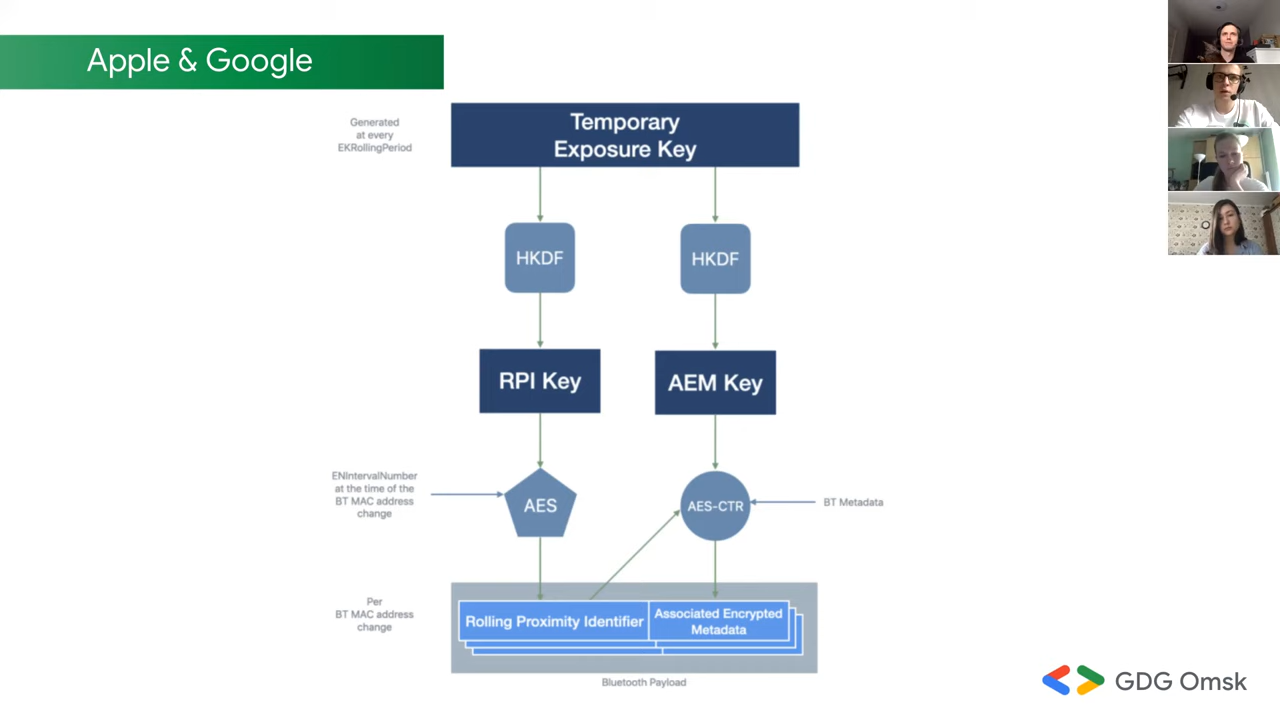 Apple & Google
Generated
at every
EKRollingPeriod
Temporary
Exposure Key
HKDF
HKDF
RPI Key
AEM Key
ENIntervalNumber
at the time of the
BT MAC address
change
AES
AES-CTR
BT Metadata
Per
BT MAC address
change
Rolling Proximity Identifier
Associated Encrypted
Metadata
Bluetooth Payload
GDG Omsk